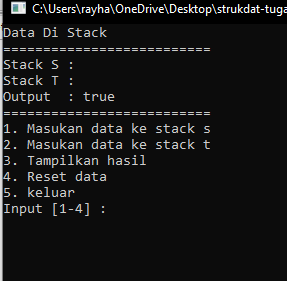 C:\Users\rayha\OneDrive\Desktop\strukdat-tuga
Data Di Stack
==========================
Stack S :
Stack T :
Output  : true
==========================
1. Masukan data ke stack s
2. Masukan data ke stack t
3. Tampilkan hasil
4. Reset data
5. keluar
Input [1-4] :